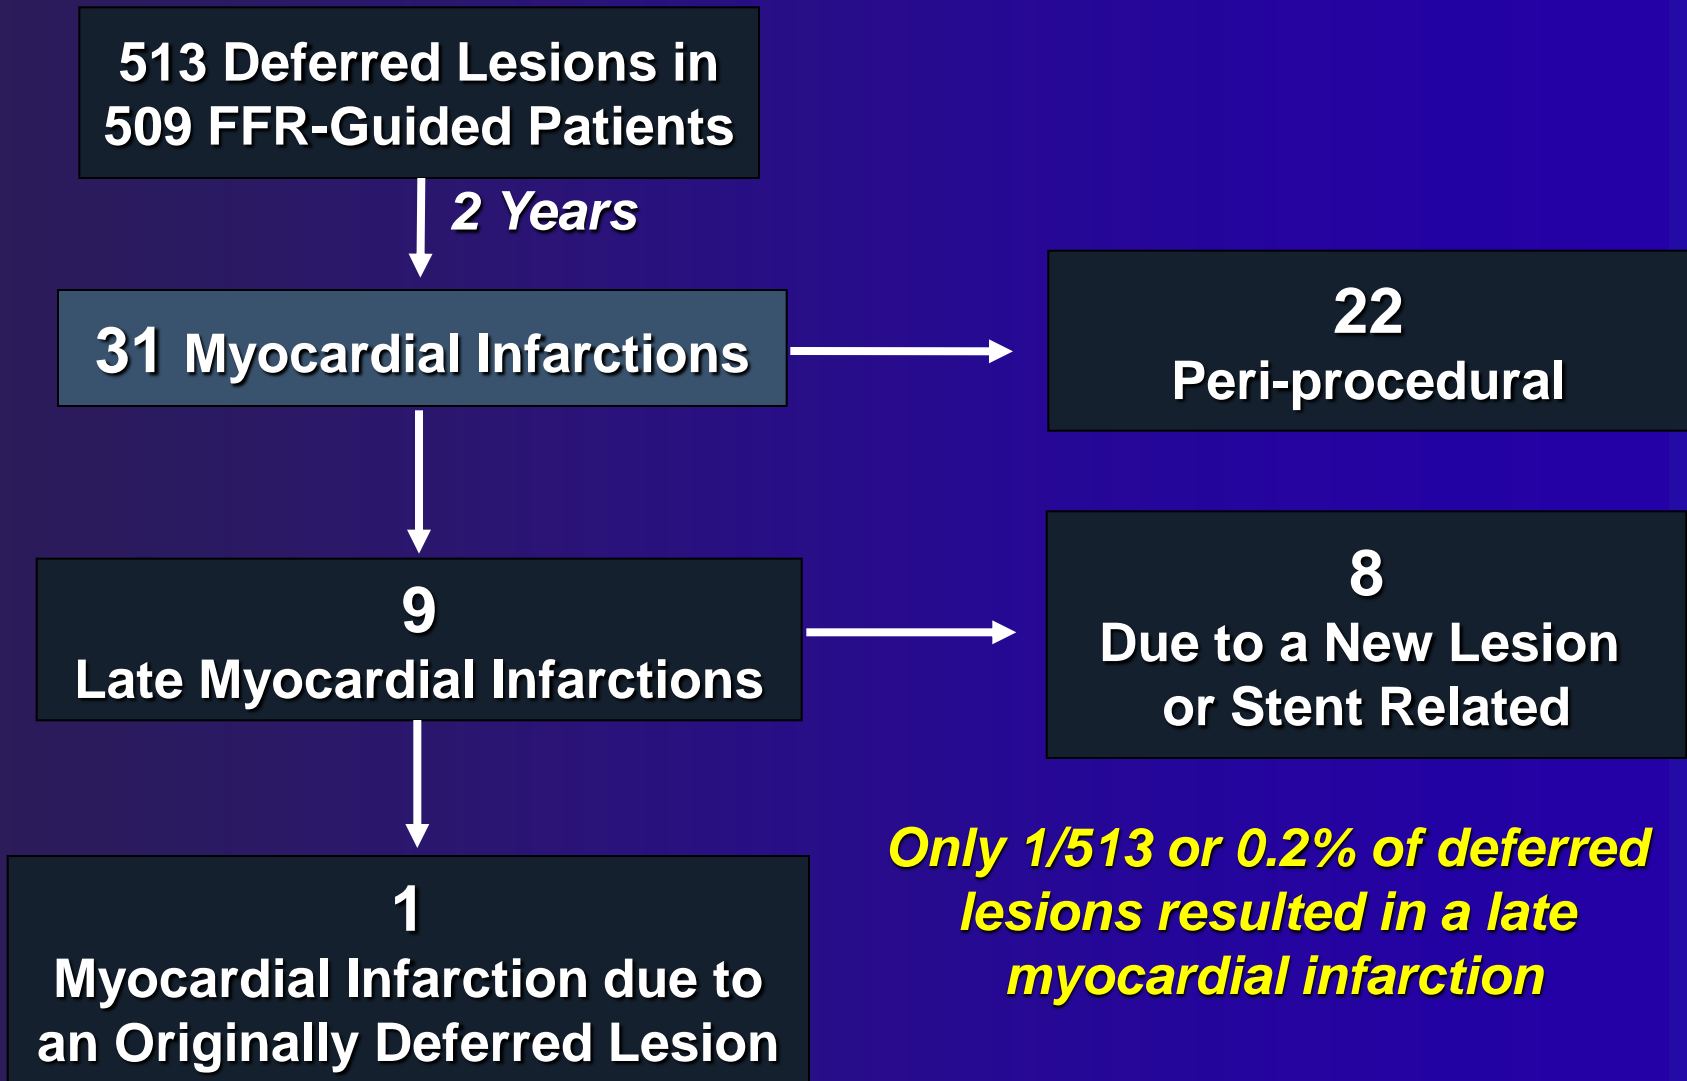 513 Deferred Lesions in
509 FFR-Guided Patients
2 Years
31 Myocardial Infarctions
22
Peri-procedural
9
Late Myocardial Infarctions
8
Due to a New Lesion
or Stent Related
1
Myocardial Infarction due to
an Originally Deferred Lesion
Only 1/513 or 0.2% of deferred
lesions resulted in a late
myocardial infarction